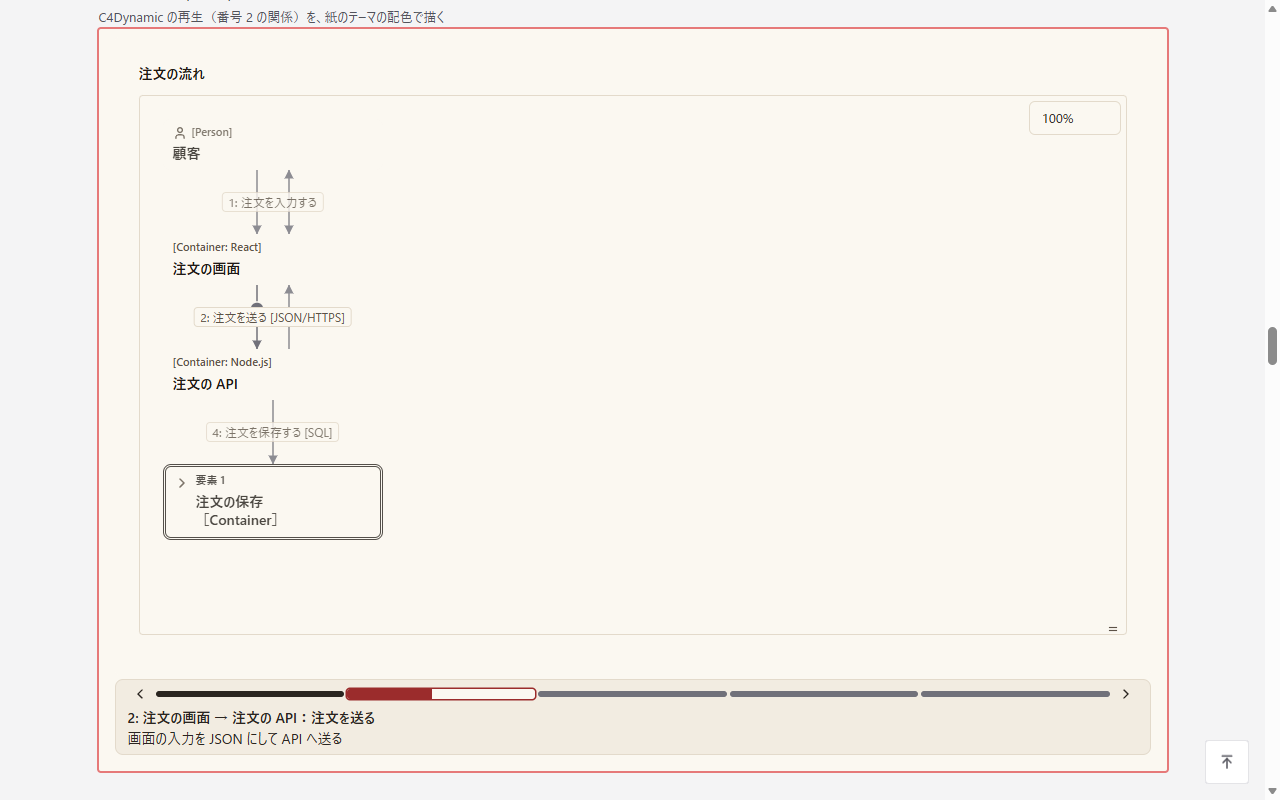 C4Dynamic の再生（番号 2 の関係）を、紙のテーマの配色で描く
注文の流れ
100%
[Person]
顧客
1: 注文を入力する
[Container: React]
注文の画面
2: 注文を送る [JSON/HTTPS]
[Container: Node.js]
注文の API
4: 注文を保存する [SQL]
要素 1
注文の保存
［Container］
2: 注文の画面 → 注文の API：注文を送る
画面の入力を JSON にして API へ送る